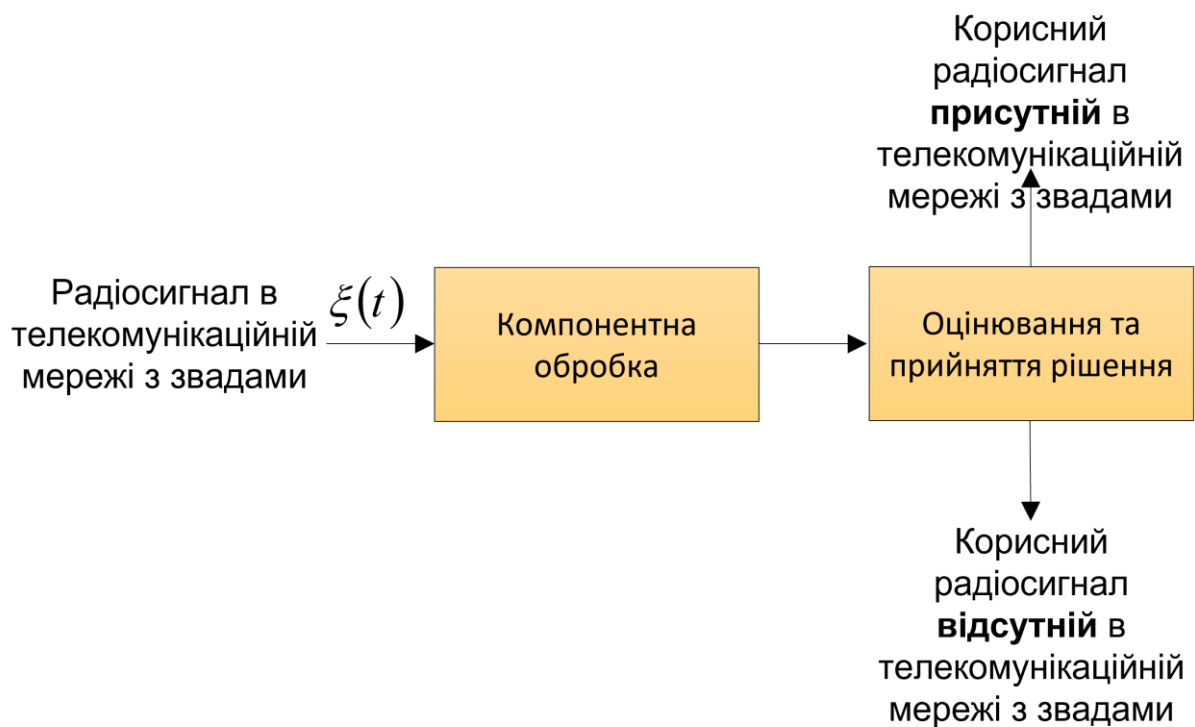 Корисний
радіосигнал
присутній в
телекомунікаційній
мережі з звадами
Радіосигнал в
телекомунікаційній
мережі з звадами
ξ(t)
Компонентна
обробка
Оцінювання та
прийняття рішення
Корисний
радіосигнал
відсутній в
телекомунікаційній
мережі з звадами